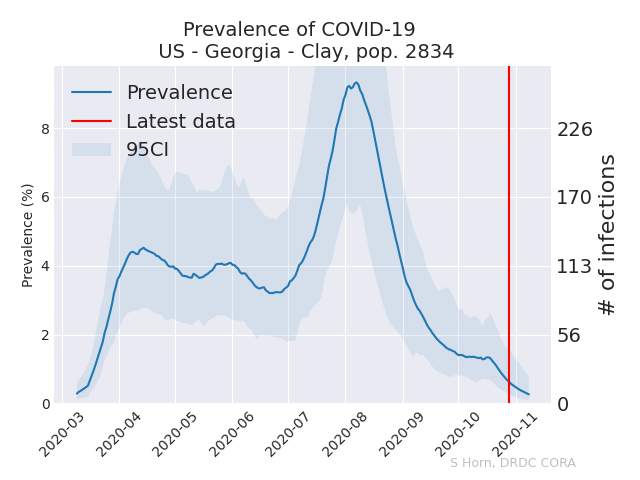 Prevalence of COVID-19
US - Georgia - Clay, pop. 2834
Prevalence
Latest data
95CI
Prevalence (%)
8
6
4
2
0
226
170
113
56
0
# of infections
2020-03
2020-04
2020-05
2020-06
2020-07
2020-08
2020-09
2020-10
2020-11
S Horn, DRDC CORA